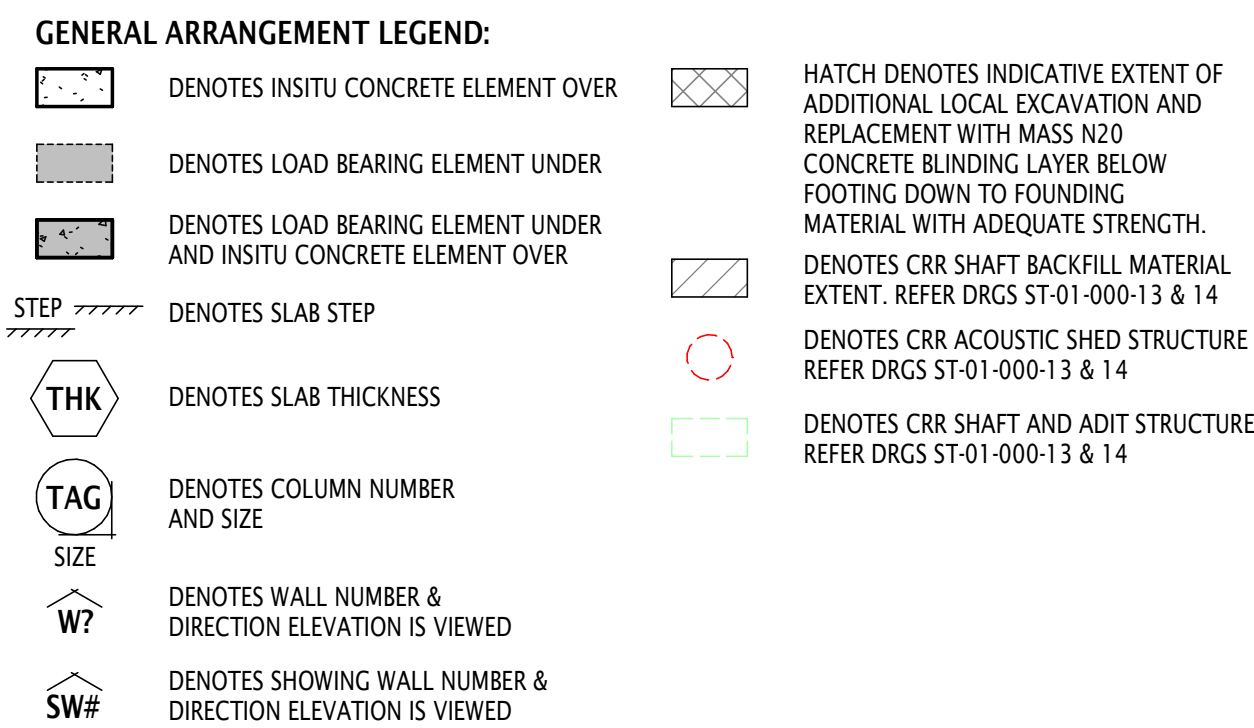 GENERAL ARRANGEMENT LEGEND:
DENOTES INSITU CONCRETE ELEMENT OVER
DENOTES LOAD BEARING ELEMENT UNDER
DENOTES LOAD BEARING ELEMENT UNDER
AND INSITU CONCRETE ELEMENT OVER
STEP
DENOTES SLAB STEP
THK
DENOTES SLAB THICKNESS
TAG
SIZE
DENOTES COLUMN NUMBER
AND SIZE
W?
DENOTES WALL NUMBER &
DIRECTION ELEVATION IS VIEWED
SW#
DENOTES SHOWING WALL NUMBER &
DIRECTION ELEVATION IS VIEWED
HATCH DENOTES INDICATIVE EXTENT OF
ADDITIONAL LOCAL EXCAVATION AND
REPLACEMENT WITH MASS N20
CONCRETE BLINDING LAYER BELOW
FOOTING DOWN TO FOUNDING
MATERIAL WITH ADEQUATE STRENGTH.
DENOTES CRR SHAFT BACKFILL MATERIAL
EXTENT. REFER DRGS ST-01-000-13 & 14
DENOTES CRR ACOUSTIC SHED STRUCTURE
REFER DRGS ST-01-000-13 & 14
DENOTES CRR SHAFT AND ADIT STRUCTURE
REFER DRGS ST-01-000-13 & 14